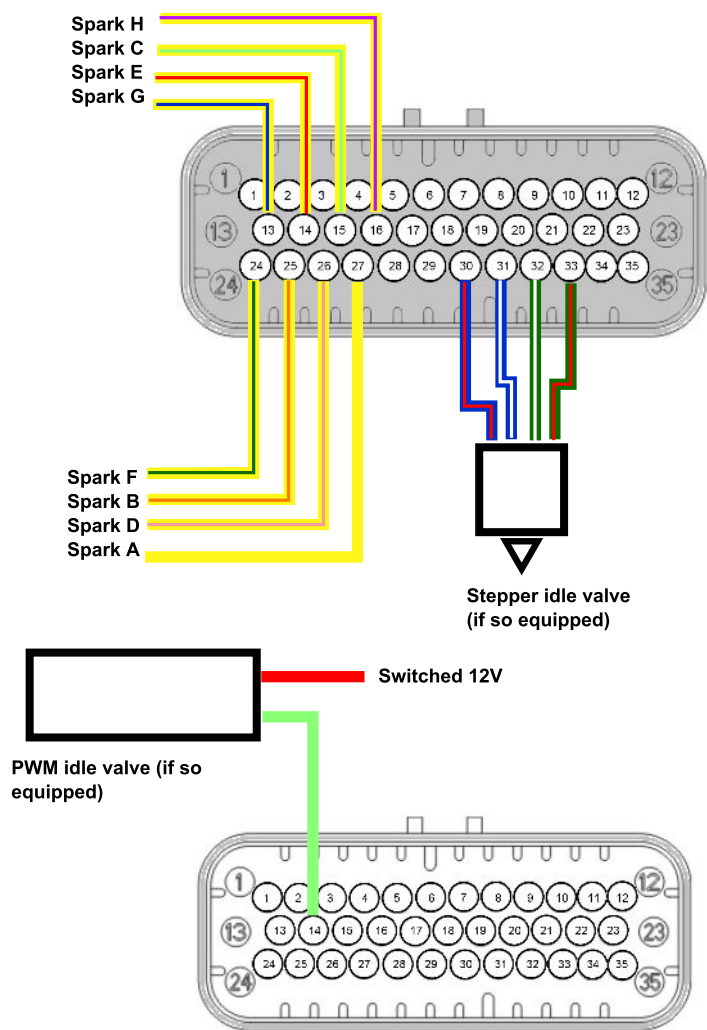 Spark H
Spark C
Spark E
Spark G
1 12
1 2 3 4 5 6 7 8 9 10 11 12
13 13 14 15 16 17 18 19 20 21 22 23 23
24 25 26 27 28 29 30 31 32 33 34 35
24 35
Spark F
Spark B
Spark D
Spark A
Stepper idle valve
(if so equipped)
Switched 12V
PWM idle valve (if so
equipped)
1 12
1 2 3 4 5 6 7 8 9 10 11 12
13 13 14 15 16 17 18 19 20 21 22 23 23
24 25 26 27 28 29 30 31 32 33 34 35
24 35